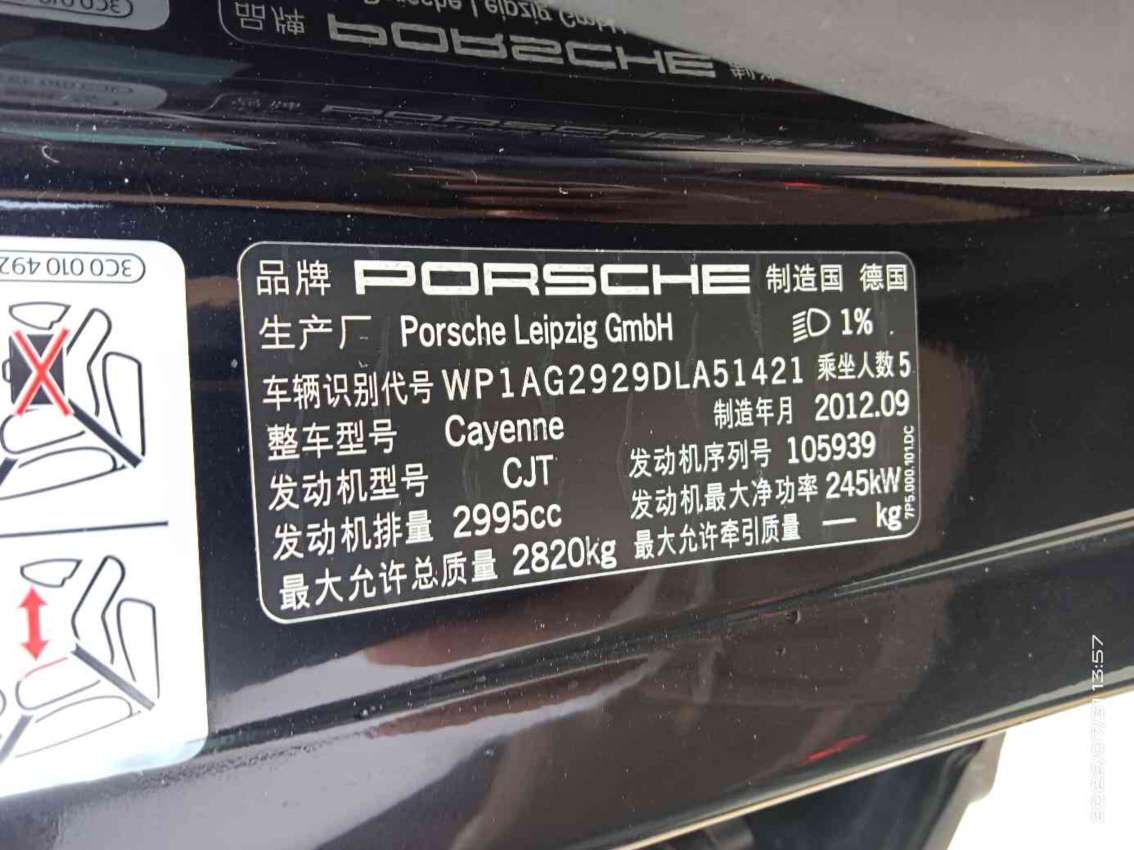 品牌 PORSCHE
品牌 PORSCHE 制造国 德国
生产厂 Porsche Leipzig GmbH 1%
车辆识别代号 WP1AG2929DLA51421 乘坐人数 5
整车型号 Cayenne 制造年月 2012.09
发动机型号 CJT 发动机序列号 105939
发动机排量 2995cc 发动机最大净功率 245kW
最大允许总质量 2820kg 最大允许牵引质量 — kg
7P5.000.101.DC
3C0 010 492